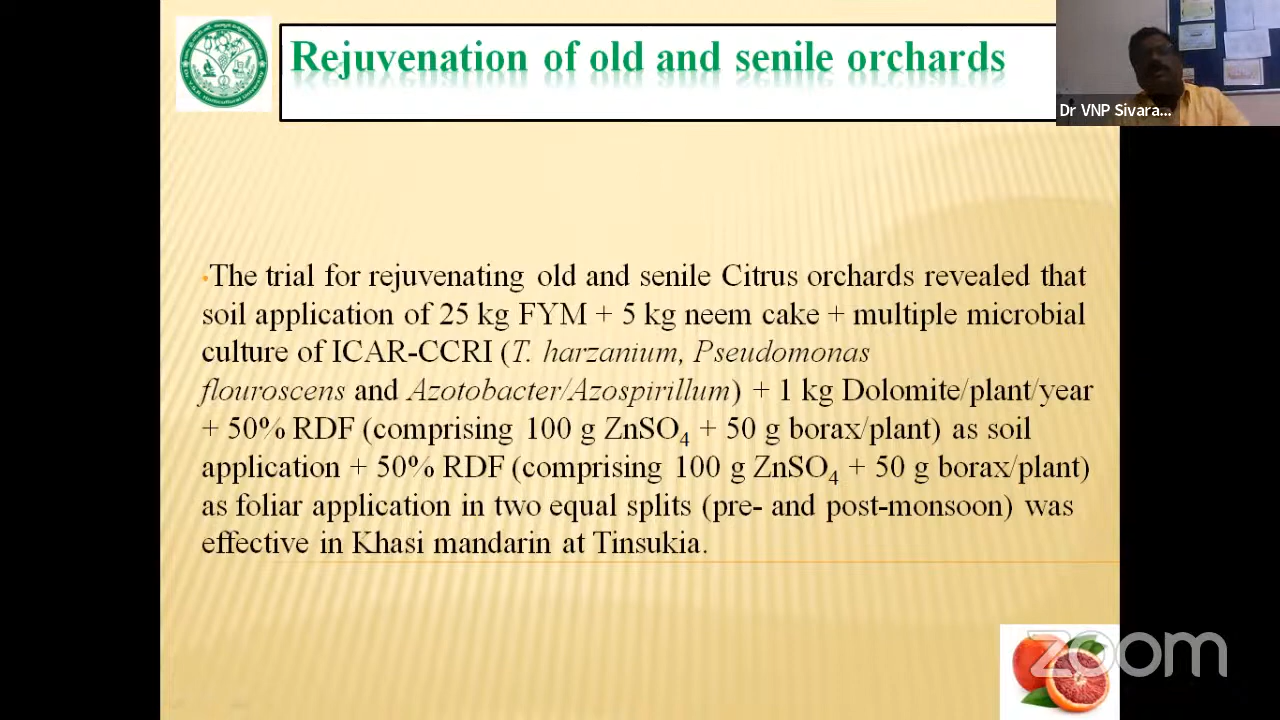 Rejuvenation of old and senile orchards
Dr VNP Sivara...
•The trial for rejuvenating old and senile Citrus orchards revealed that
soil application of 25 kg FYM + 5 kg neem cake + multiple microbial
culture of ICAR-CCRI (T. harzanium, Pseudomonas
flouroscens and Azotobacter/Azospirillum) + 1 kg Dolomite/plant/year
+ 50% RDF (comprising 100 g ZnSO₄ + 50 g borax/plant) as soil
application + 50% RDF (comprising 100 g ZnSO₄ + 50 g borax/plant)
as foliar application in two equal splits (pre- and post-monsoon) was
effective in Khasi mandarin at Tinsukia.
zoom